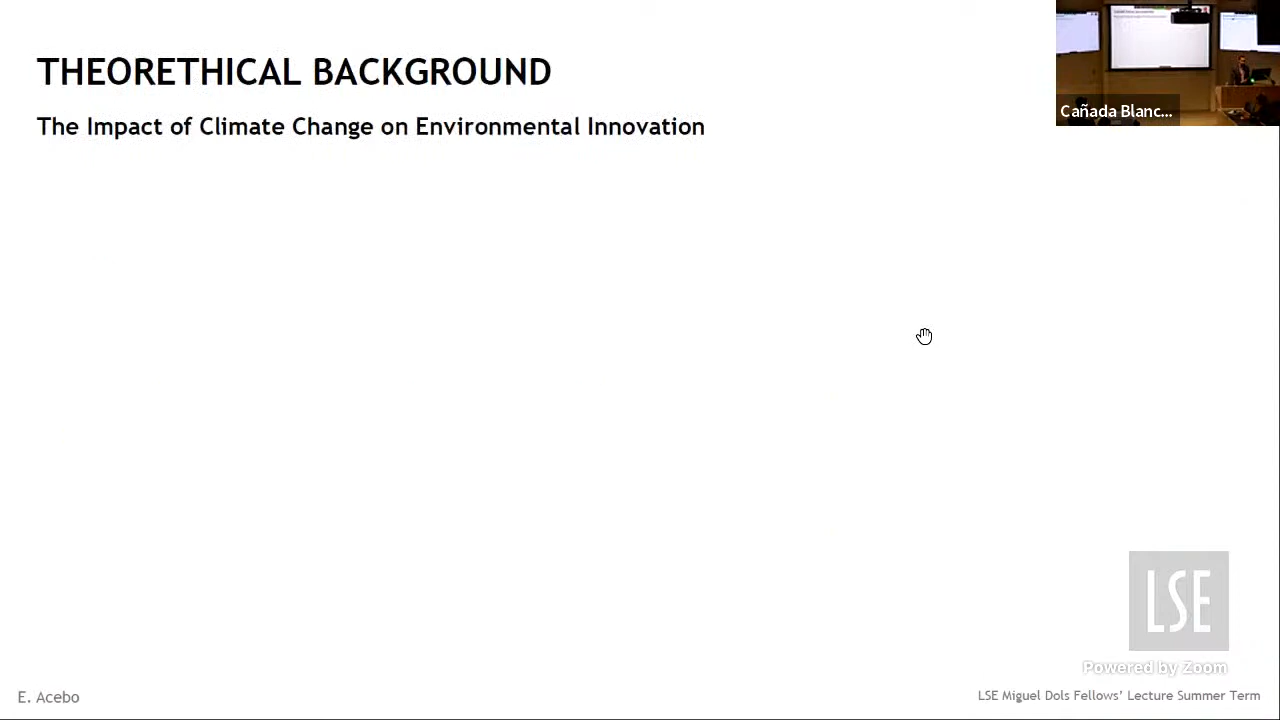 THEORETHICAL BACKGROUND
The Impact of Climate Change on Environmental Innovation
Cañada Blanc...
LSE
Powered by Zoom
E. Acebo
LSE Miguel Dols Fellows' Lecture Summer Term